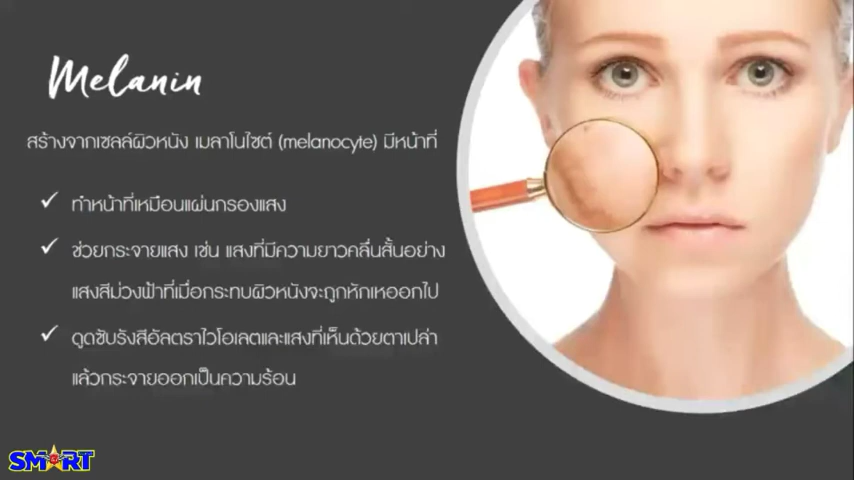 Melanin
สร้างจากเซลล์ผิวหนัง เมลาโนไซต์ (melanocyte) มีหน้าที่
✓ ทำหน้าที่เหมือนแผ่นกรองแสง
✓ ช่วยกระจายแสง เช่น แสงที่มีความยาวคลื่นสั้นอย่าง
แสงสีม่วงฟ้าที่เมื่อกระทบผิวหนังจะถูกหักเหออกไป
✓ ดูดซับรังสีอัลตราไวโอเลตและแสงที่เห็นด้วยตาเปล่า
แล้วกระจายออกเป็นความร้อน
SMART